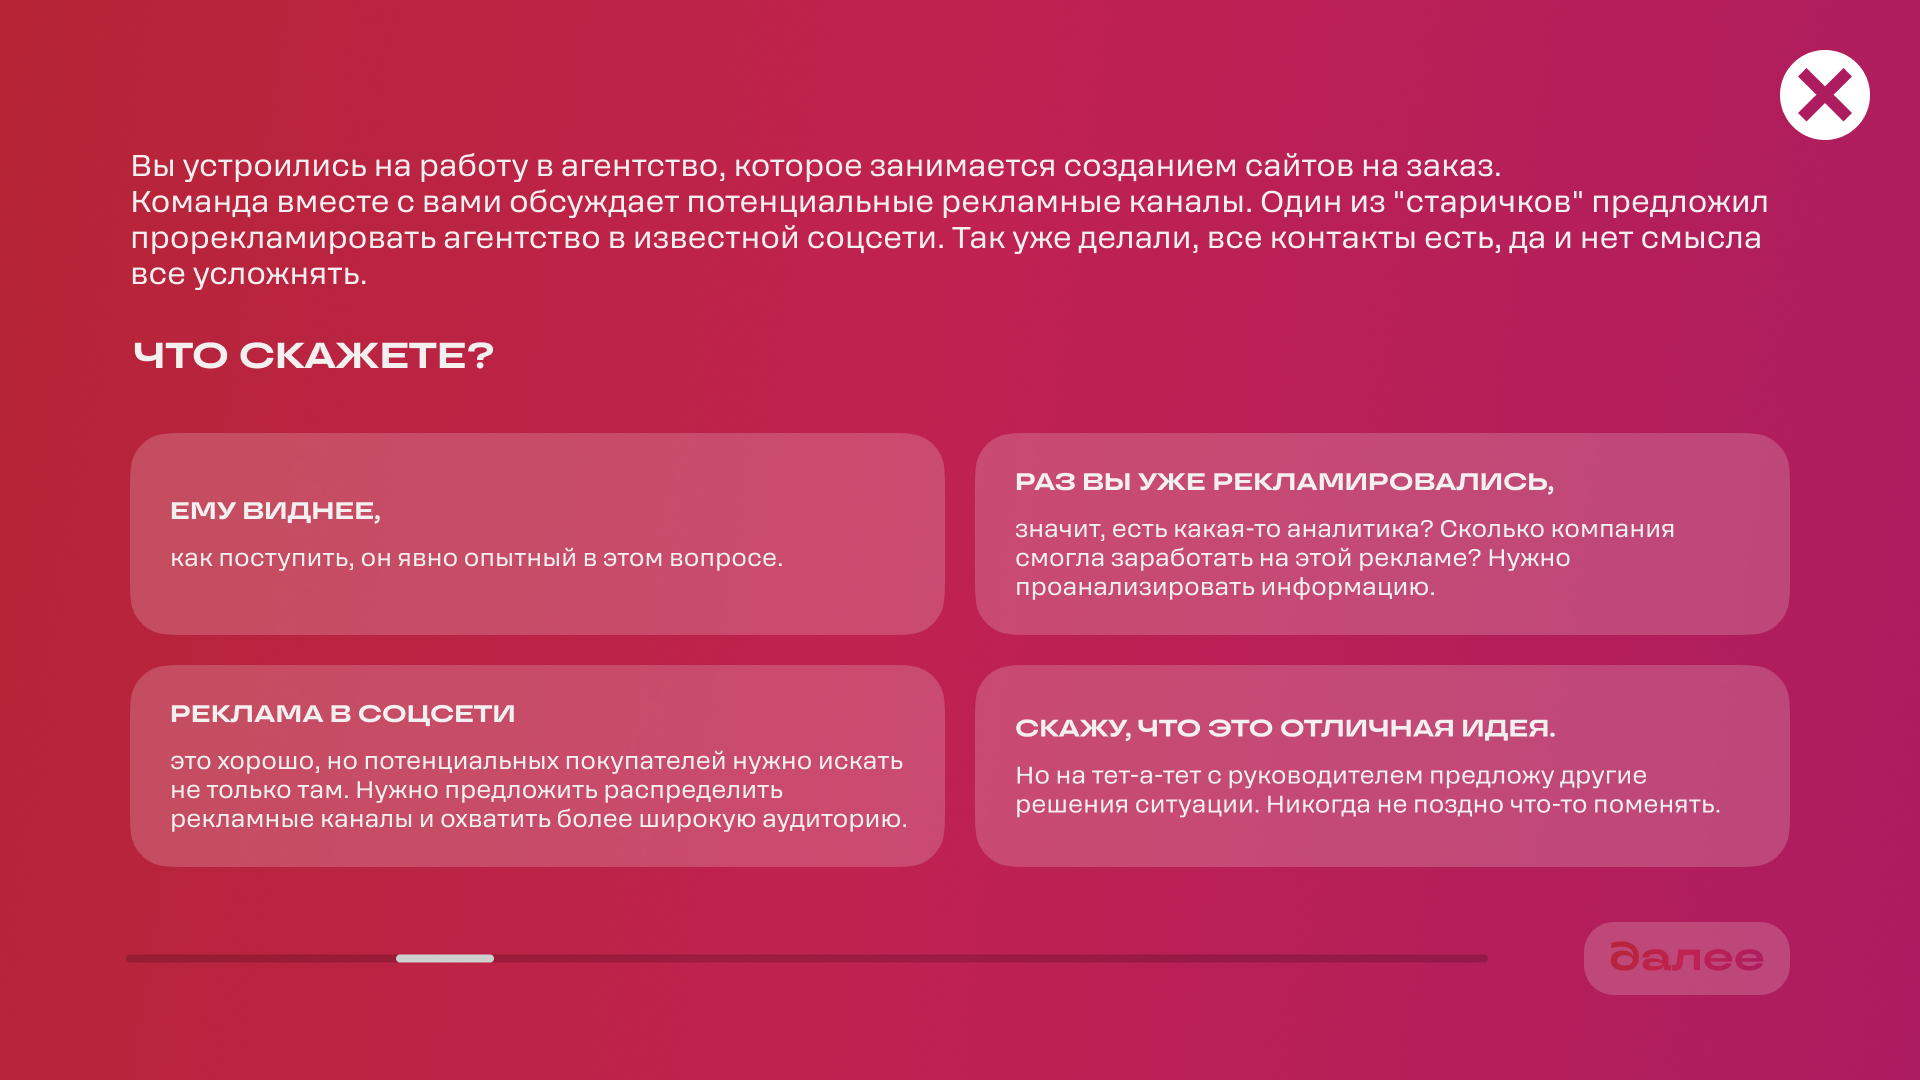 Вы устроились на работу в агентство, которое занимается созданием сайтов на заказ.
Команда вместе с вами обсуждает потенциальные рекламные каналы. Один из "старичков" предложил
прорекламировать агентство в известной соцсети. Так уже делали, все контакты есть, да и нет смысла
все усложнять.
ЧТО СКАЖЕТЕ?
ЕМУ ВИДНЕЕ,
как поступить, он явно опытный в этом вопросе.
РАЗ ВЫ УЖЕ РЕКЛАМИРОВАЛИСЬ,
значит, есть какая-то аналитика? Сколько компания
смогла заработать на этой рекламе? Нужно
проанализировать информацию.
РЕКЛАМА В СОЦСЕТИ
это хорошо, но потенциальных покупателей нужно искать
не только там. Нужно предложить распределить
рекламные каналы и охватить более широкую аудиторию.
СКАЖУ, ЧТО ЭТО ОТЛИЧНАЯ ИДЕЯ.
Но на тет-а-тет с руководителем предложу другие
решения ситуации. Никогда не поздно что-то поменять.
далее